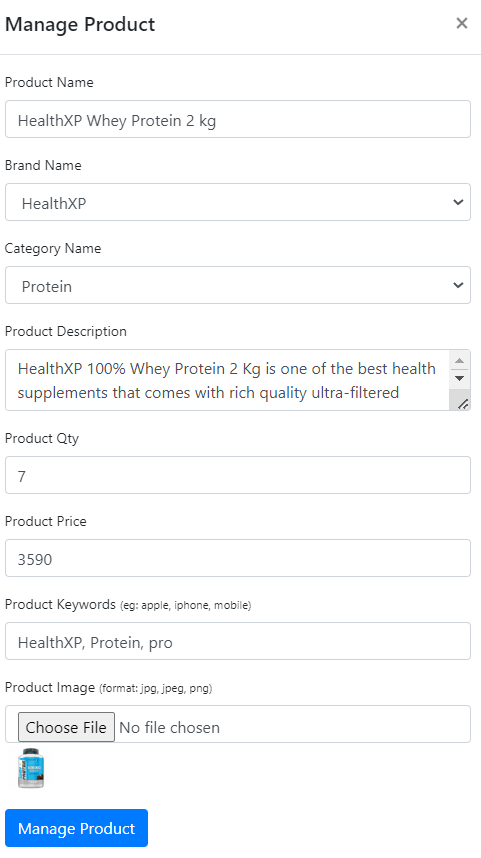 Manage Product
×
Product Name
HealthXP Whey Protein 2 kg
Brand Name
HealthXP
Category Name
Protein
Product Description
HealthXP 100% Whey Protein 2 Kg is one of the best health
supplements that comes with rich quality ultra-filtered
Product Qty
7
Product Price
3590
Product Keywords (eg: apple, iphone, mobile)
HealthXP, Protein, pro
Product Image (format: jpg, jpeg, png)
Choose File No file chosen
Manage Product